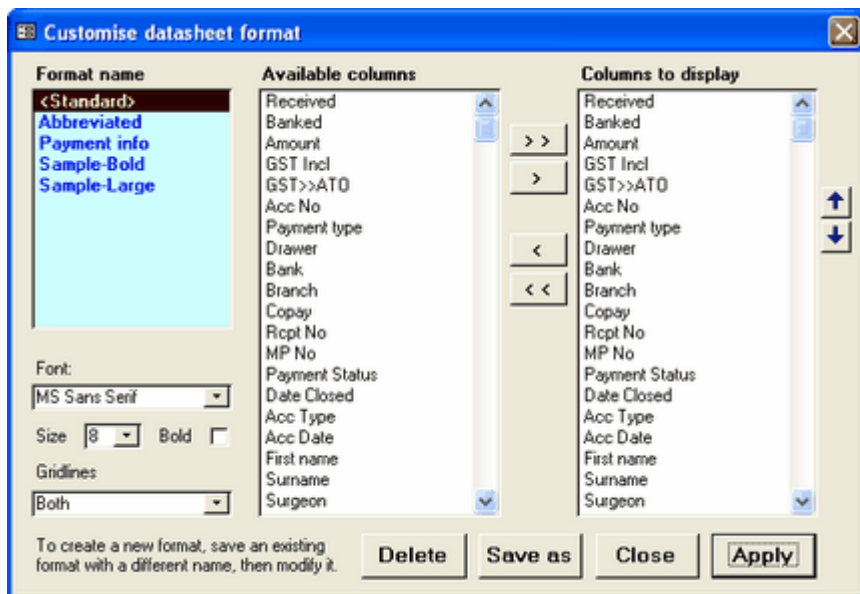 Customise datasheet format
Format name
<Standard>
Abbreviated
Payment info
Sample-Bold
Sample-Large
Font:
MS Sans Serif
Size 8 Bold
Gridlines
Both
To create a new format, save an existing
format with a different name, then modify it.
Available columns
Received
Banked
Amount
GST Incl
GST>>ATO
Acc No
Payment type
Drawer
Bank
Branch
Copay
Rcpt No
MP No
Payment Status
Date Closed
Acc Type
Acc Date
First name
Surname
Surgeon
> >
>
<
< <
Columns to display
Received
Banked
Amount
GST Incl
GST>>ATO
Acc No
Payment type
Drawer
Bank
Branch
Copay
Rcpt No
MP No
Payment Status
Date Closed
Acc Type
Acc Date
First name
Surname
Surgeon
Delete
Save as
Close
Apply